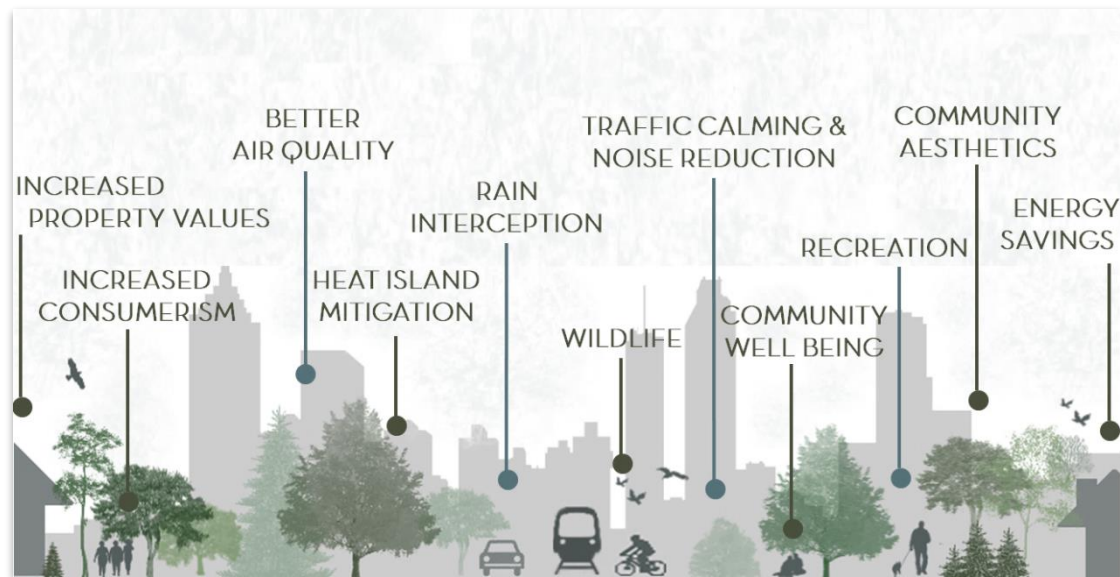 INCREASED
PROPERTY VALUES
INCREASED
CONSUMERISM
BETTER
AIR QUALITY
HEAT ISLAND
MITIGATION
RAIN
INTERCEPTION
WILDLIFE
TRAFFIC CALMING &
NOISE REDUCTION
COMMUNITY
WELL BEING
RECREATION
COMMUNITY
AESTHETICS
ENERGY
SAVINGS